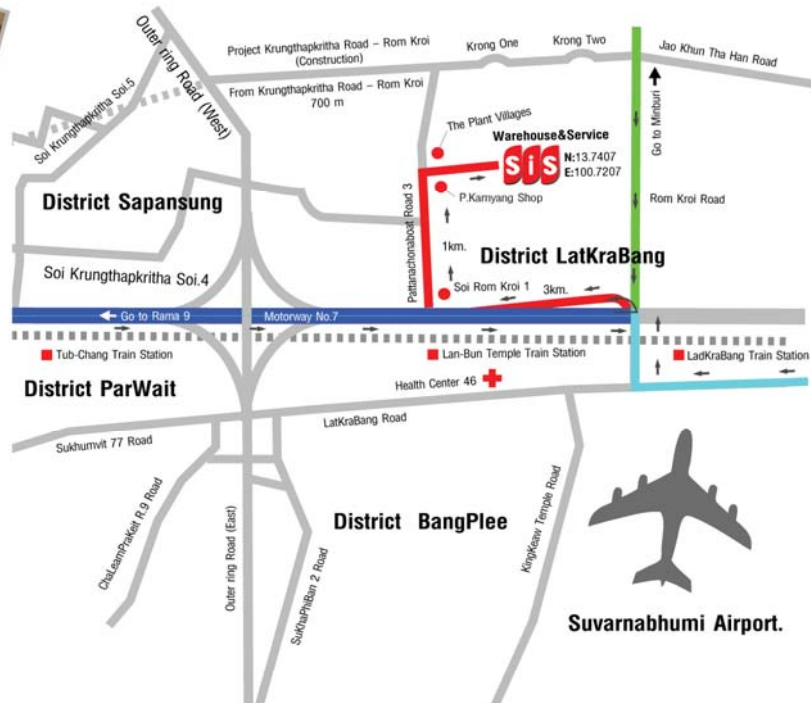 Outer ring Road (West)
Project Krungthapkritha Road – Rom Kroi
(Construction)
Krong One
Krong Two
Jao Khun Tha Han Road
From Krungthapkritha Road – Rom Kroi
700 m
Soi Krungthapkritha Soi.5
Go to Minburi
The Plant Villages
Warehouse&Service
sis
N:13.7407
E:100.7207
P.Karnyang Shop
Rom Kroi Road
District Sapansung
Pattanachonaboat Road 3
1km.
District LatKraBang
Soi Krungthapkritha Soi.4
Soi Rom Kroi 1
3km.
Go to Rama 9
Motorway No.7
Tub-Chang Train Station
Lan-Bun Temple Train Station
LadKraBang Train Station
District ParWait
Health Center 46
LatKraBang Road
Sukhumvit 77 Road
ChaLeamPraKeit R.9 Road
Outer ring Road (East)
SuKhaPhiBan 2 Road
District BangPlee
KingKeaw Temple Road
Suvarnabhumi Airport.